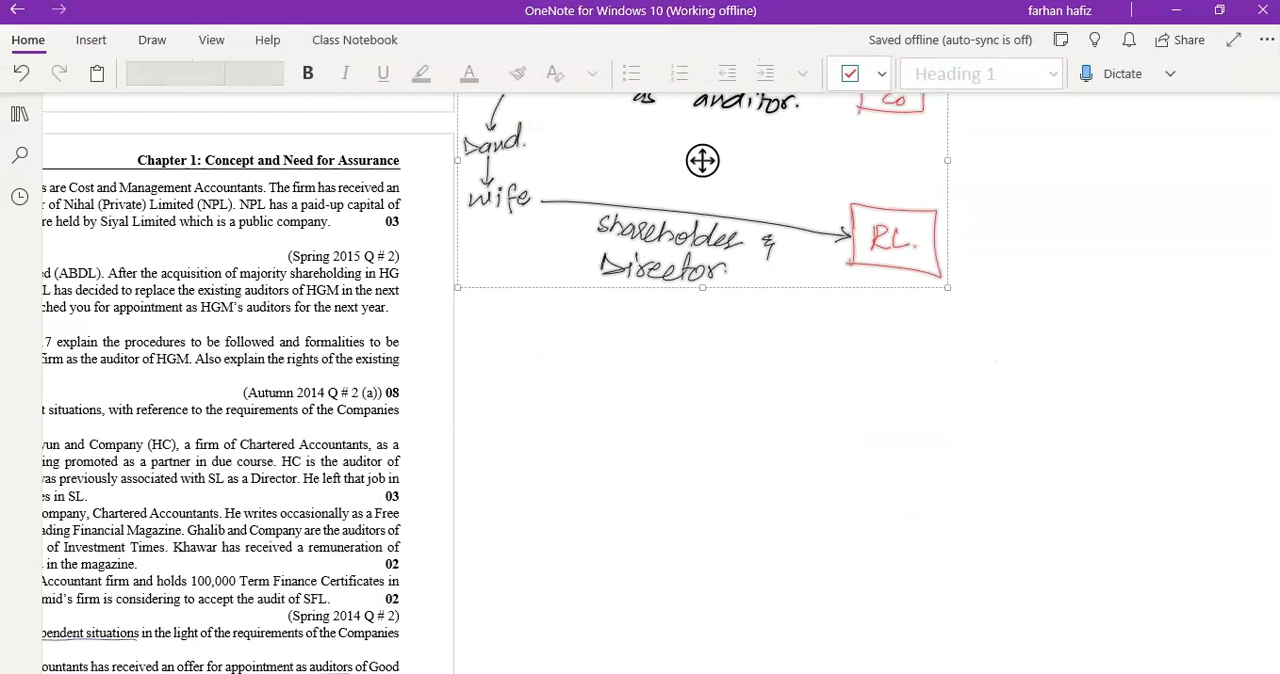 OneNote for Windows 10 (Working offline)
farhan hafiz
Home
Insert
Draw
View
Help
Class Notebook
Saved offline (auto-sync is off)
Share
B
I
U
A
A
Heading 1
Dictate
Chapter 1: Concept and Need for Assurance
s are Cost and Management Accountants. The firm has received an
r of Nihal (Private) Limited (NPL). NPL has a paid-up capital of
re held by Siyal Limited which is a public company. 03
(Spring 2015 Q # 2)
ed (ABDL). After the acquisition of majority shareholding in HG
L has decided to replace the existing auditors of HGM in the next
ched you for appointment as HGM's auditors for the next year.
.7 explain the procedures to be followed and formalities to be
firm as the auditor of HGM. Also explain the rights of the existing
(Autumn 2014 Q # 2 (a)) 08
t situations, with reference to the requirements of the Companies
yun and Company (HC), a firm of Chartered Accountants, as a
ing promoted as a partner in due course. HC is the auditor of
was previously associated with SL as a Director. He left that job in
es in SL. 03
ompany, Chartered Accountants. He writes occasionally as a Free
ading Financial Magazine. Ghalib and Company are the auditors of
of Investment Times. Khawar has received a remuneration of
in the magazine. 02
Accountant firm and holds 100,000 Term Finance Certificates in
mid's firm is considering to accept the audit of SFL. 02
(Spring 2014 Q # 2)
pendent situations in the light of the requirements of the Companies
ountants has received an offer for appointment as auditors of Good
as auditor.
Co
wife
Shareholder &
Director.
RL.